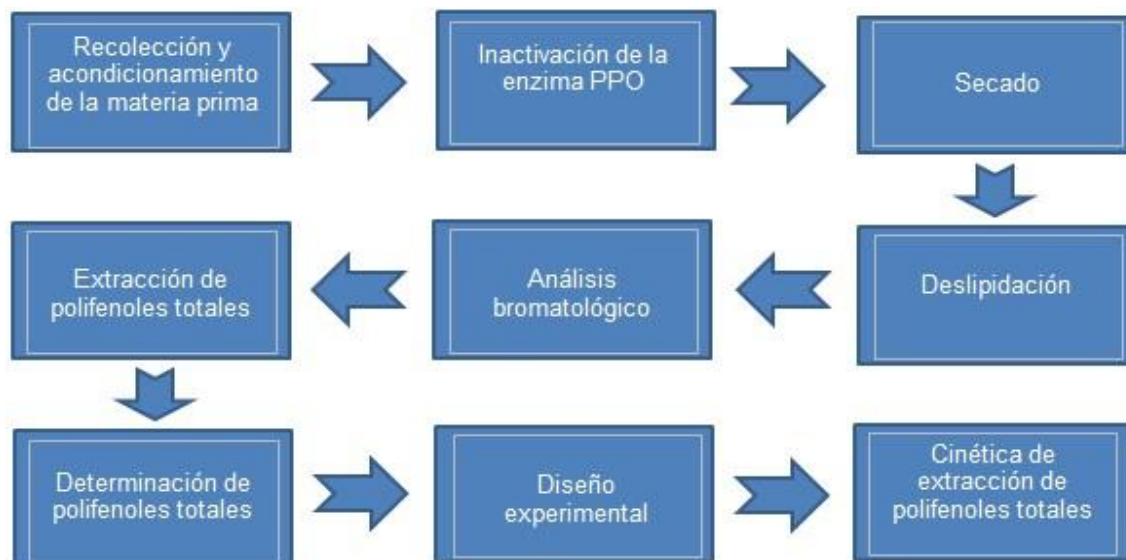 Recolección y
acondicionamiento
de la materia prima
Inactivación de la
enzima PPO
Secado
Deslipidación
Análisis
bromatológico
Extracción de
polifenoles totales
Determinación de
polifenoles totales
Diseño
experimental
Cinética de
extracción de
polifenoles totales